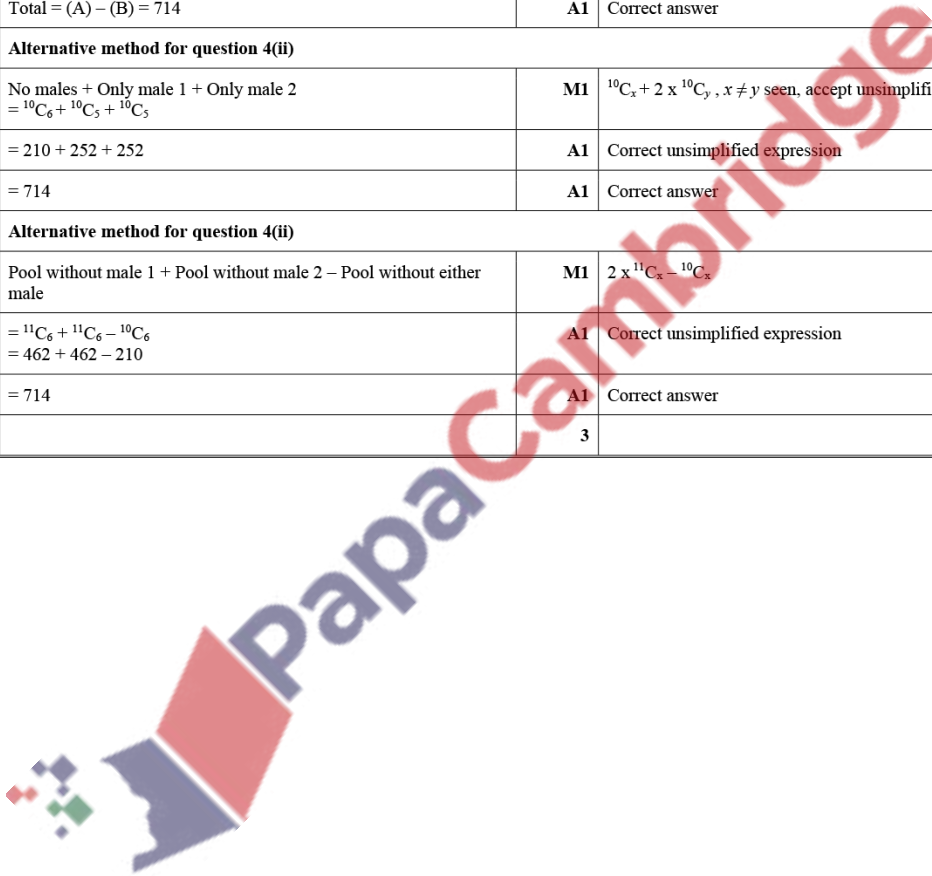 Total = (A) – (B) = 714 A1 Correct answer
Alternative method for question 4(ii)
No males + Only male 1 + Only male 2 M1 ¹⁰Cₓ + 2 x ¹⁰Cᵧ , x ≠ y seen, accept unsimplifi
= ¹⁰C₆ + ¹⁰C₅ + ¹⁰C₅
= 210 + 252 + 252 A1 Correct unsimplified expression
= 714 A1 Correct answer
Alternative method for question 4(ii)
Pool without male 1 + Pool without male 2 – Pool without either M1 2 x ¹¹Cₓ – ¹⁰Cₓ
male
= ¹¹C₆ + ¹¹C₆ – ¹⁰C₆ A1 Correct unsimplified expression
= 462 + 462 – 210
= 714 A1 Correct answer
3
PapaCambridge